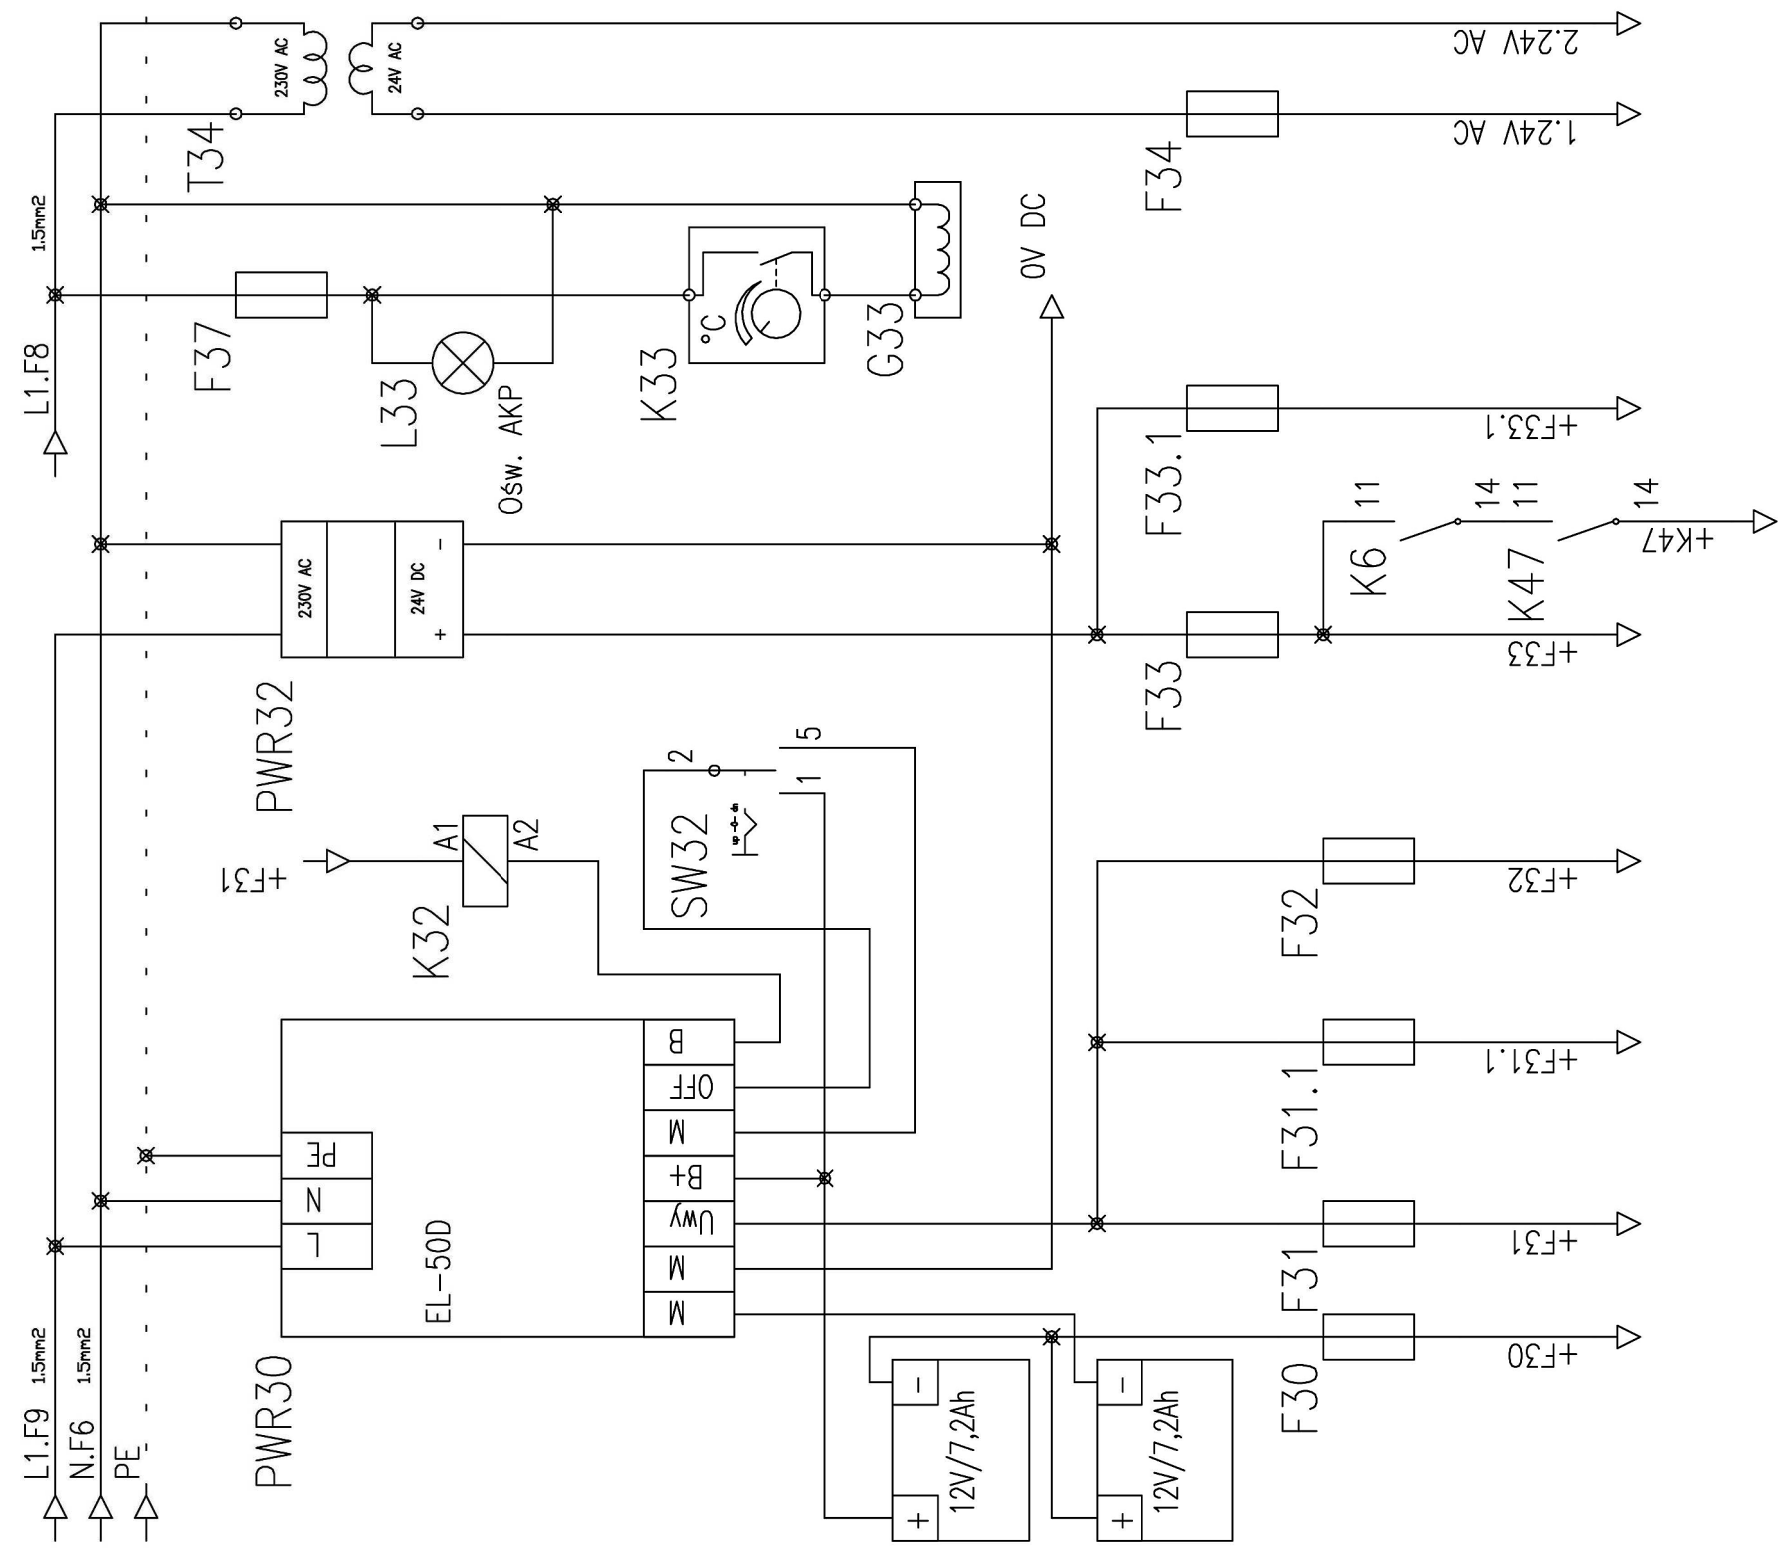 L1.F9
1.5mm2
N.F6
1.5mm2
PE
L1.F8
1.5mm2
PWR30
L
N
PE
EL-50D
M
M
Uwy
B+
M
OFF
B
+F31
K32
A1
A2
SW32
up -0- dn
2
1
5
PWR32
230V AC
24V DC
+
-
F37
L33
Ośw. AKP
K33
°C
G33
T34
230V AC
24V AC
0V DC
+
-
12V/7,2Ah
+
-
12V/7,2Ah
F30
+F30
F31
+F31
F31.1
+F31.1
F32
+F32
F33
+F33
F33.1
+F33.1
K6
11
14
K47
11
14
+K47
F34
1.24V AC
2.24V AC